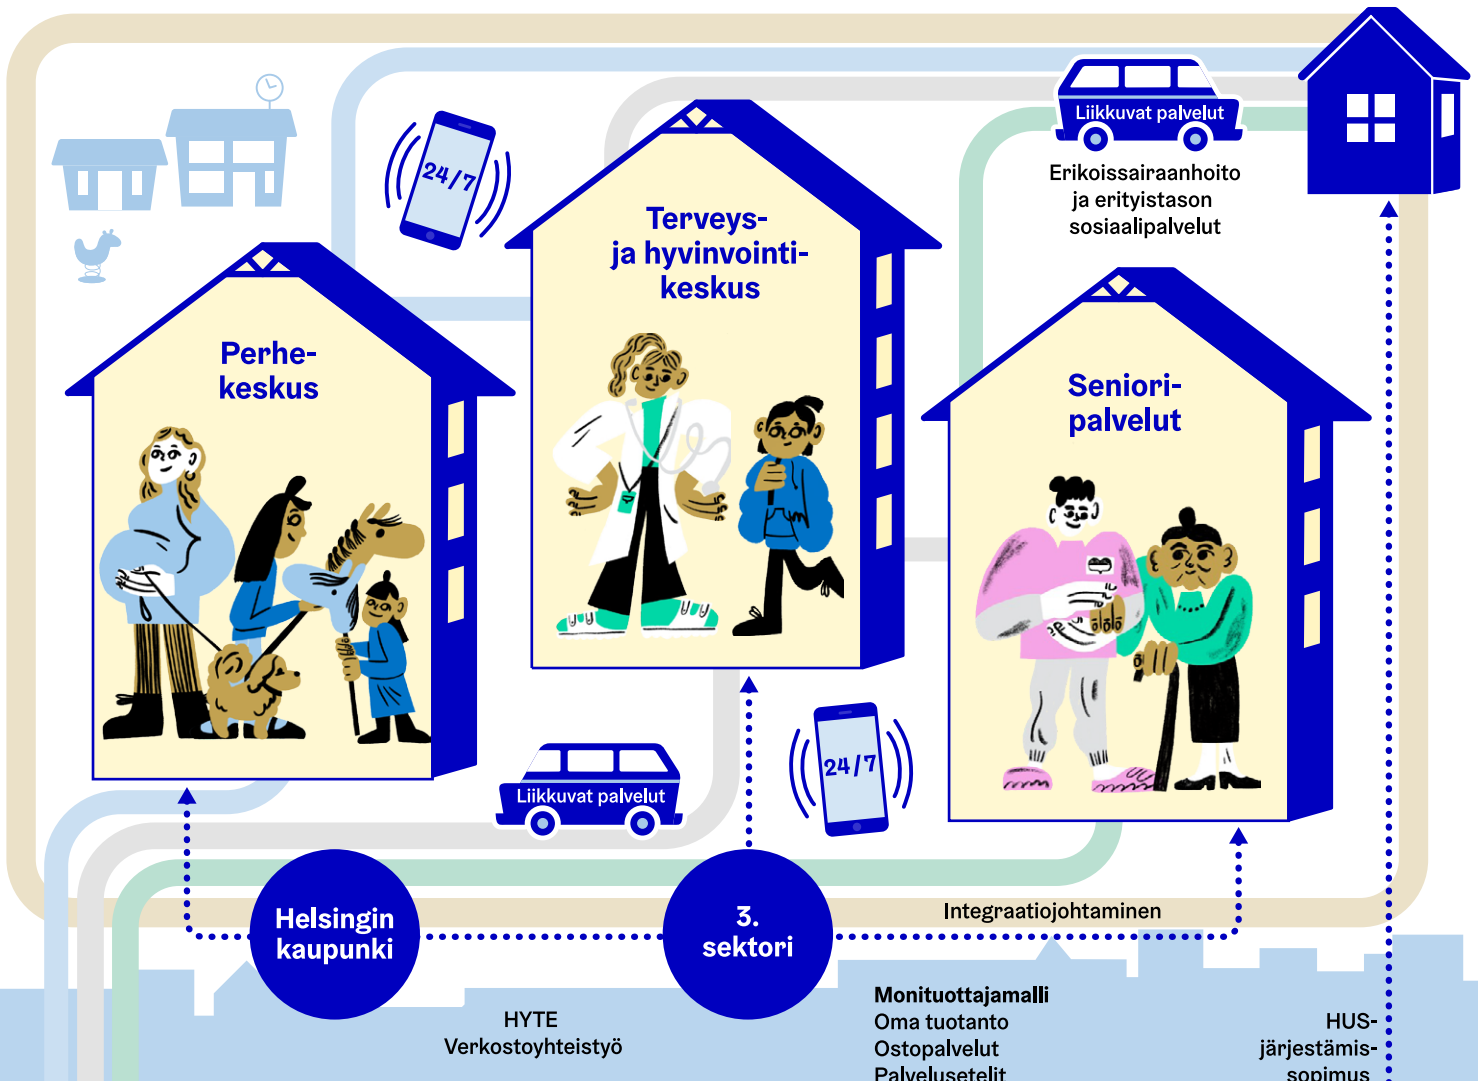 Liikkuvat palvelut
Erikoissairaanhoito
ja erityistason
sosiaalipalvelut
24/7
Terveys-
ja hyvinvointi-
keskus
Perhe-
keskus
Seniori-
palvelut
24/7
Liikkuvat palvelut
Helsingin
kaupunki
3.
sektori
Integraatiojohtaminen
HYTE
Verkostoyhteistyö
Monituottajamalli
Oma tuotanto
Ostopalvelut
Palvelusetelit
HUS-
järjestämis-
sopimus